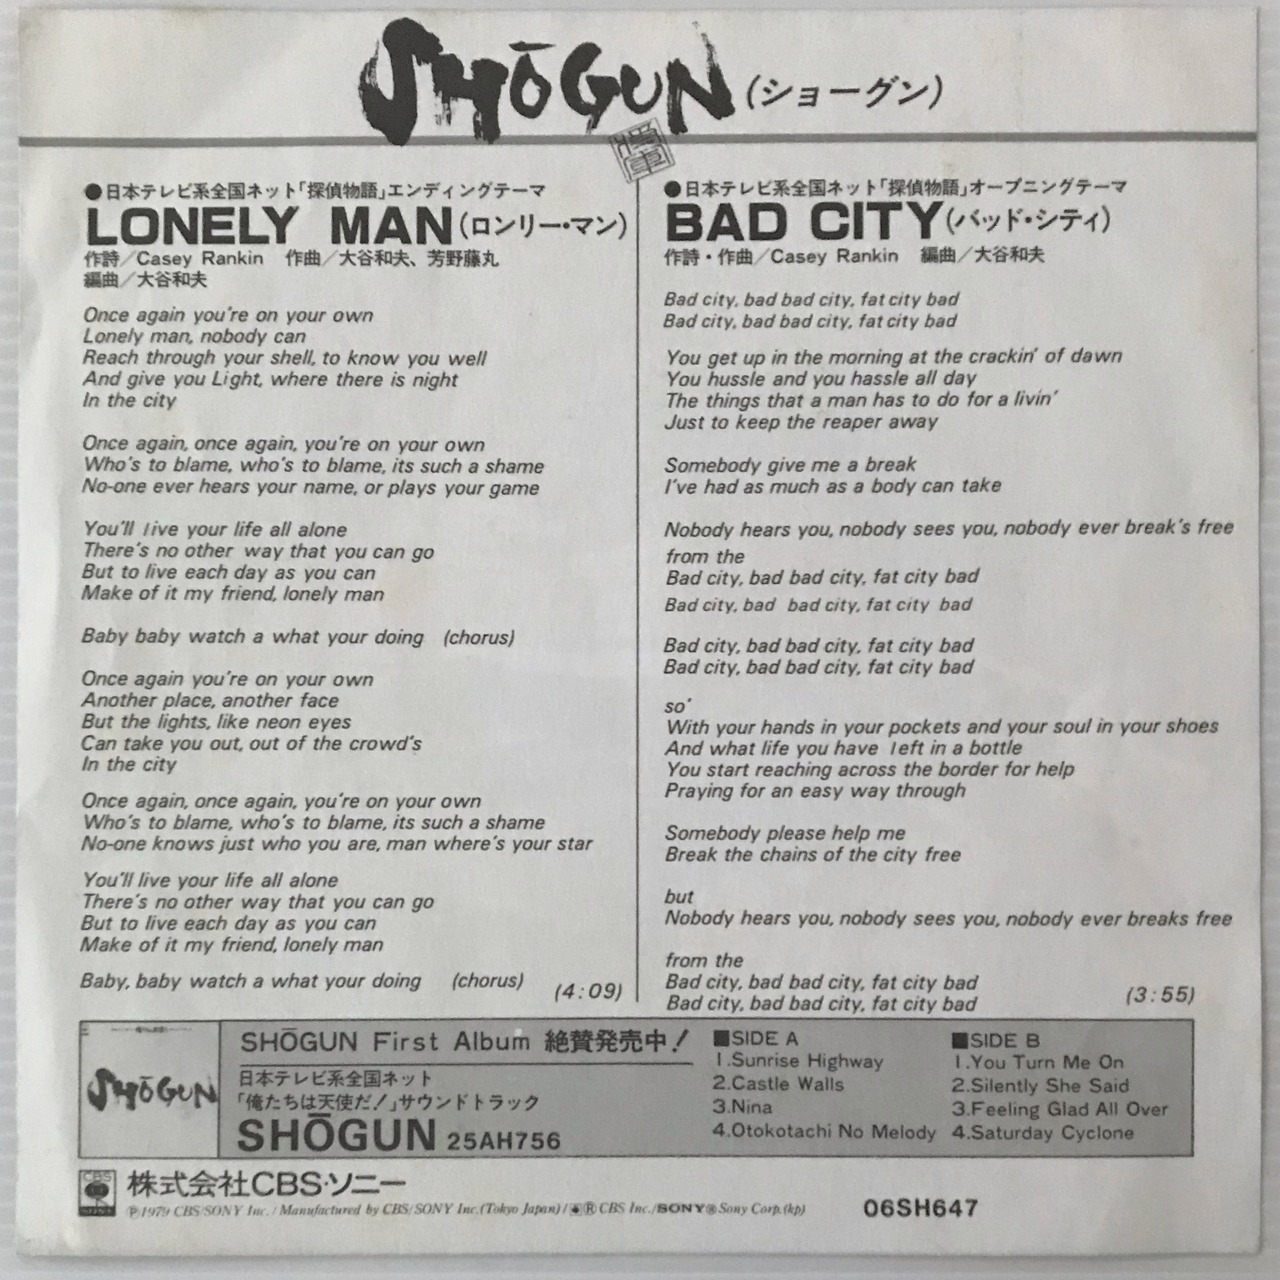 SHŌGUN (ショーグン)
将軍
●日本テレビ系全国ネット「探偵物語」エンディングテーマ
LONELY MAN(ロンリー・マン)
作詩／Casey Rankin 作曲／大谷和夫、芳野藤丸
編曲／大谷和夫
Once again you're on your own
Lonely man, nobody can
Reach through your shell, to know you well
And give you Light, where there is night
In the city
Once again, once again, you're on your own
Who's to blame, who's to blame, its such a shame
No-one ever hears your name, or plays your game
You'll live your life all alone
There's no other way that you can go
But to live each day as you can
Make of it my friend, lonely man
Baby baby watch a what your doing (chorus)
Once again you're on your own
Another place, another face
But the lights, like neon eyes
Can take you out, out of the crowd's
In the city
Once again, once again, you're on your own
Who's to blame, who's to blame, its such a shame
No-one knows just who you are, man where's your star
You'll live your life all alone
There's no other way that you can go
But to live each day as you can
Make of it my friend, lonely man
Baby, baby watch a what your doing (chorus)
(4:09)
●日本テレビ系全国ネット「探偵物語」オープニングテーマ
BAD CITY(バッド・シティ)
作詩・作曲／Casey Rankin 編曲／大谷和夫
Bad city, bad bad city, fat city bad
Bad city, bad bad city, fat city bad
You get up in the morning at the crackin' of dawn
You hussle and you hassle all day
The things that a man has to do for a livin'
Just to keep the reaper away
Somebody give me a break
I've had as much as a body can take
Nobody hears you, nobody sees you, nobody ever break's free
from the
Bad city, bad bad city, fat city bad
Bad city, bad bad city, fat city bad
Bad city, bad bad city, fat city bad
Bad city, bad bad city, fat city bad
so'
With your hands in your pockets and your soul in your shoes
And what life you have left in a bottle
You start reaching across the border for help
Praying for an easy way through
Somebody please help me
Break the chains of the city free
but
Nobody hears you, nobody sees you, nobody ever breaks free
from the
Bad city, bad bad city, fat city bad
Bad city, bad bad city, fat city bad
(3:55)
SHŌGUN
SHŌGUN First Album 絶賛発売中！
日本テレビ系全国ネット
「俺たちは天使だ！」サウンドトラック
SHŌGUN 25AH756
■SIDE A
1.Sunrise Highway
2.Castle Walls
3.Nina
4.Otokotachi No Melody
■SIDE B
1.You Turn Me On
2.Silently She Said
3.Feeling Glad All Over
4.Saturday Cyclone
CBS
株式会社CBS・ソニー
Ⓟ1979 CBS/SONY Inc. / Manufactured by CBS/SONY Inc.(Tokyo Japan)/® CBS Inc./SONY® Sony Corp.(kp)
06SH647